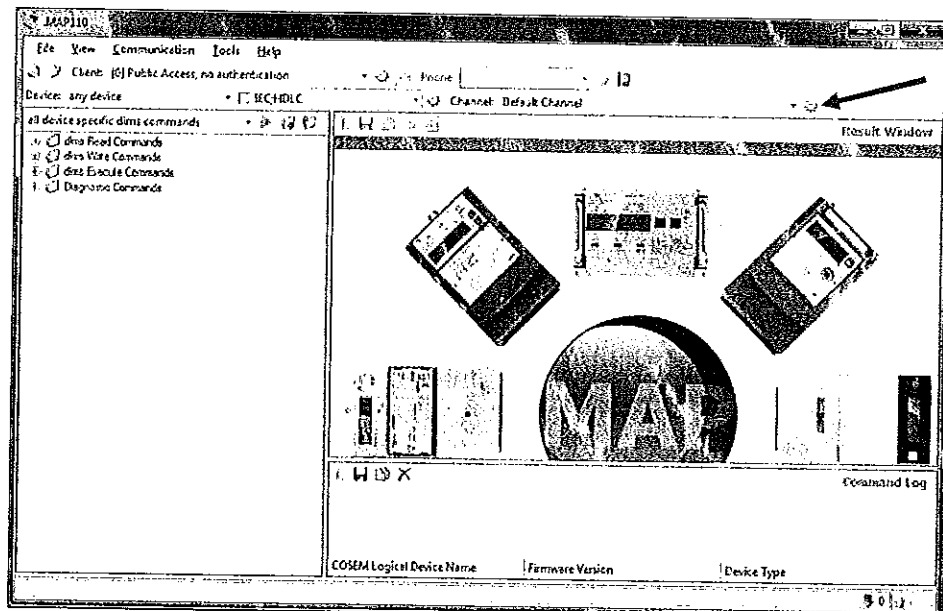 .MAP110
File View Communication Tools Help
Client: [0] Public Access, no authentication Phone
Device: any device IEC;HDLC Channel: Default Channel
all device specific dlms commands
Result Window
dlms Read Commands
dlms Write Commands
dlms Execute Commands
Diagnostic Commands
MAP
Command Log
COSEM Logical Device Name Firmware Version Device Type
0